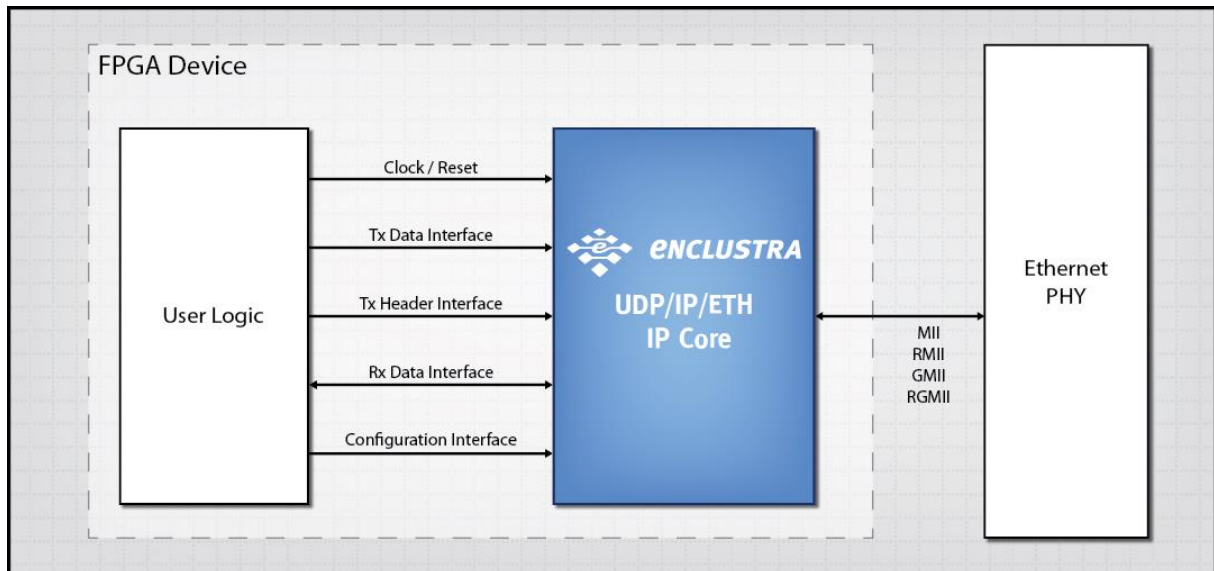 FPGA Device
User Logic
Clock / Reset
Tx Data Interface
Tx Header Interface
Rx Data Interface
Configuration Interface
e ENCLUSTRA
UDP/IP/ETH
IP Core
MII
RMII
GMII
RGMII
Ethernet
PHY